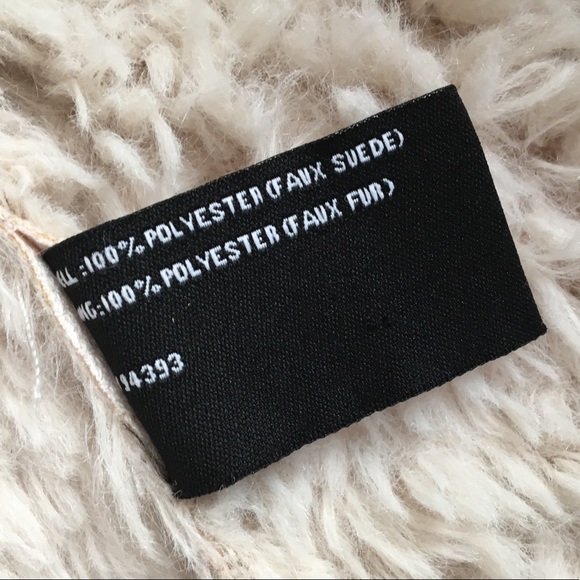 LL:100% POLYESTER (FAUX SUEDE)
NG:100% POLYESTER (FAUX FUR)
94393